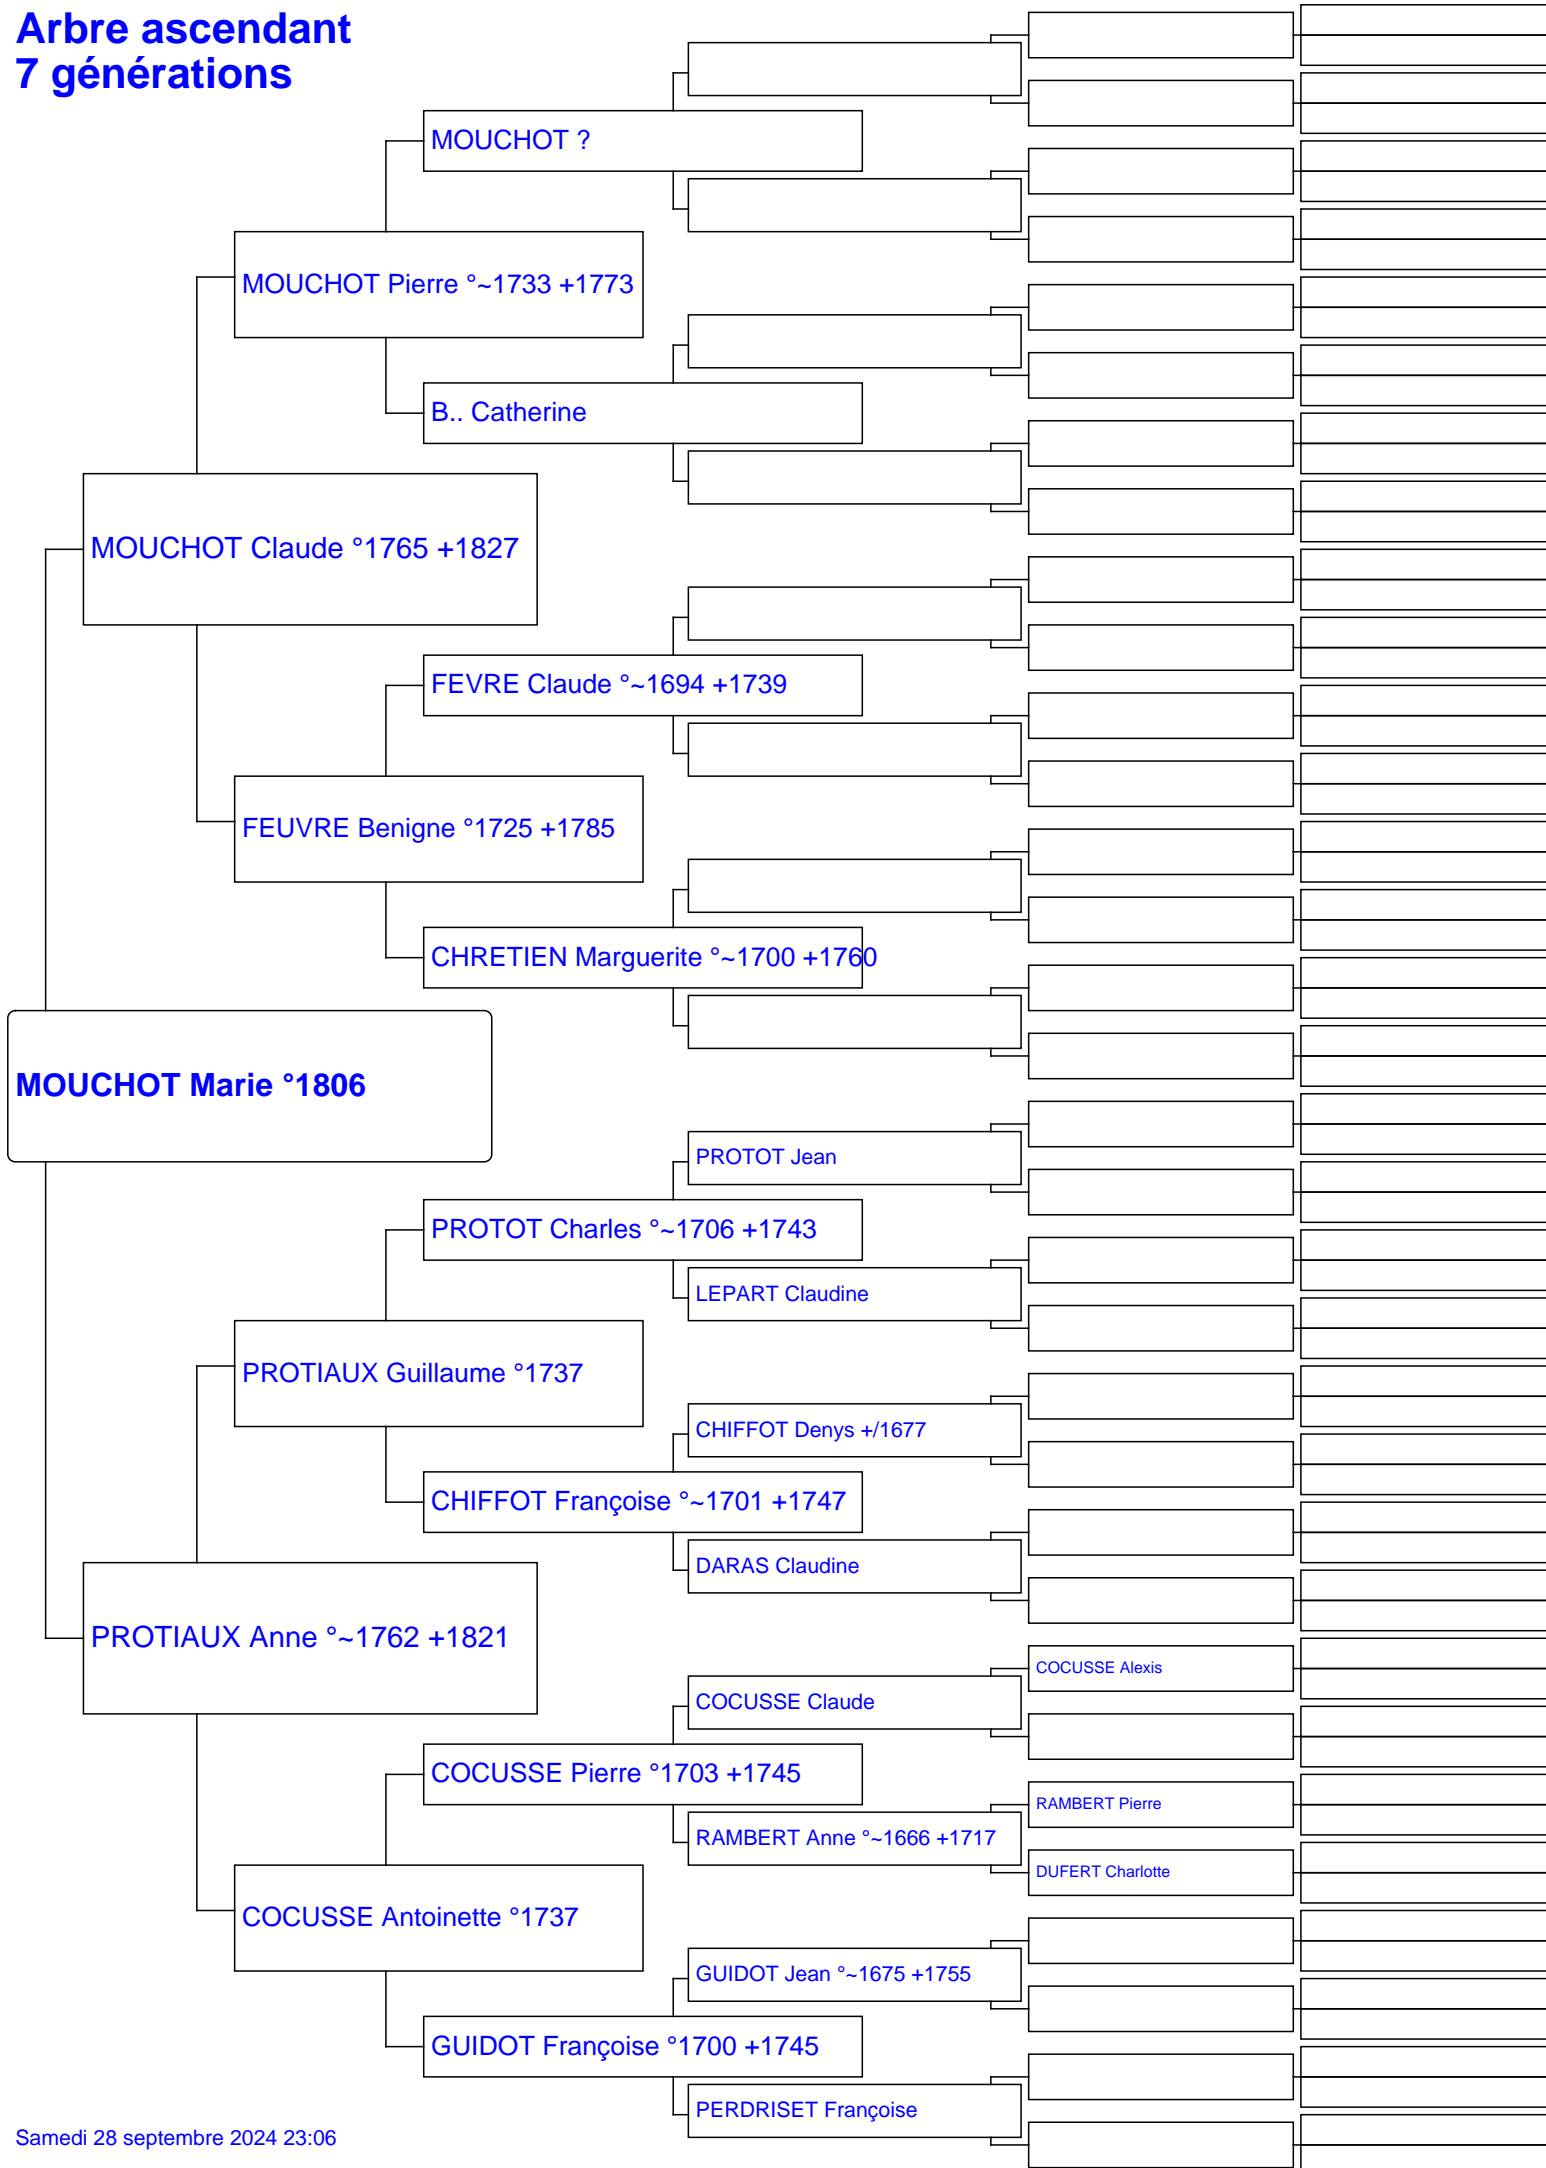 Arbre ascendant
7 générations
MOUCHOT ?
MOUCHOT Pierre °~1733 +1773
B.. Catherine
MOUCHOT Claude °1765 +1827
FEVRE Claude °~1694 +1739
FEUVRE Benigne °1725 +1785
CHRETIEN Marguerite °~1700 +1760
MOUCHOT Marie °1806
PROTOT Jean
PROTOT Charles °~1706 +1743
LEPART Claudine
PROTIAUX Guillaume °1737
CHIFFOT Denys +/1677
CHIFFOT Françoise °~1701 +1747
DARAS Claudine
PROTIAUX Anne °~1762 +1821
COCUSSE Alexis
COCUSSE Claude
COCUSSE Pierre °1703 +1745
RAMBERT Pierre
RAMBERT Anne °~1666 +1717
DUFERT Charlotte
COCUSSE Antoinette °1737
GUIDOT Jean °~1675 +1755
GUIDOT Françoise °1700 +1745
PERDRISET Françoise
Samedi 28 septembre 2024 23:06